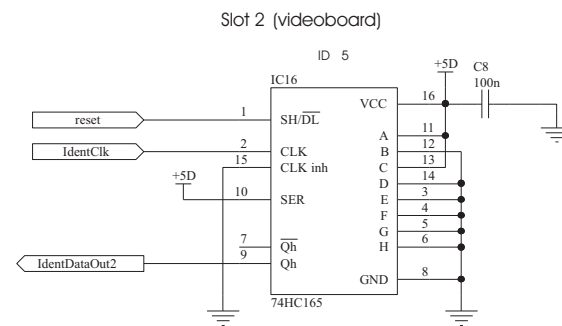 Slot 2 (videoboard)
ID 5
+5D
C8
100n
IC16
reset
1
SH/DL
VCC
16
IdentClk
2
CLK
15
CLK inh
A
11
B
12
C
13
D
14
+5D
10
SER
E
3
F
4
G
5
H
6
7
Qh
IdentDataOut2
9
Qh
GND
8
74HC165